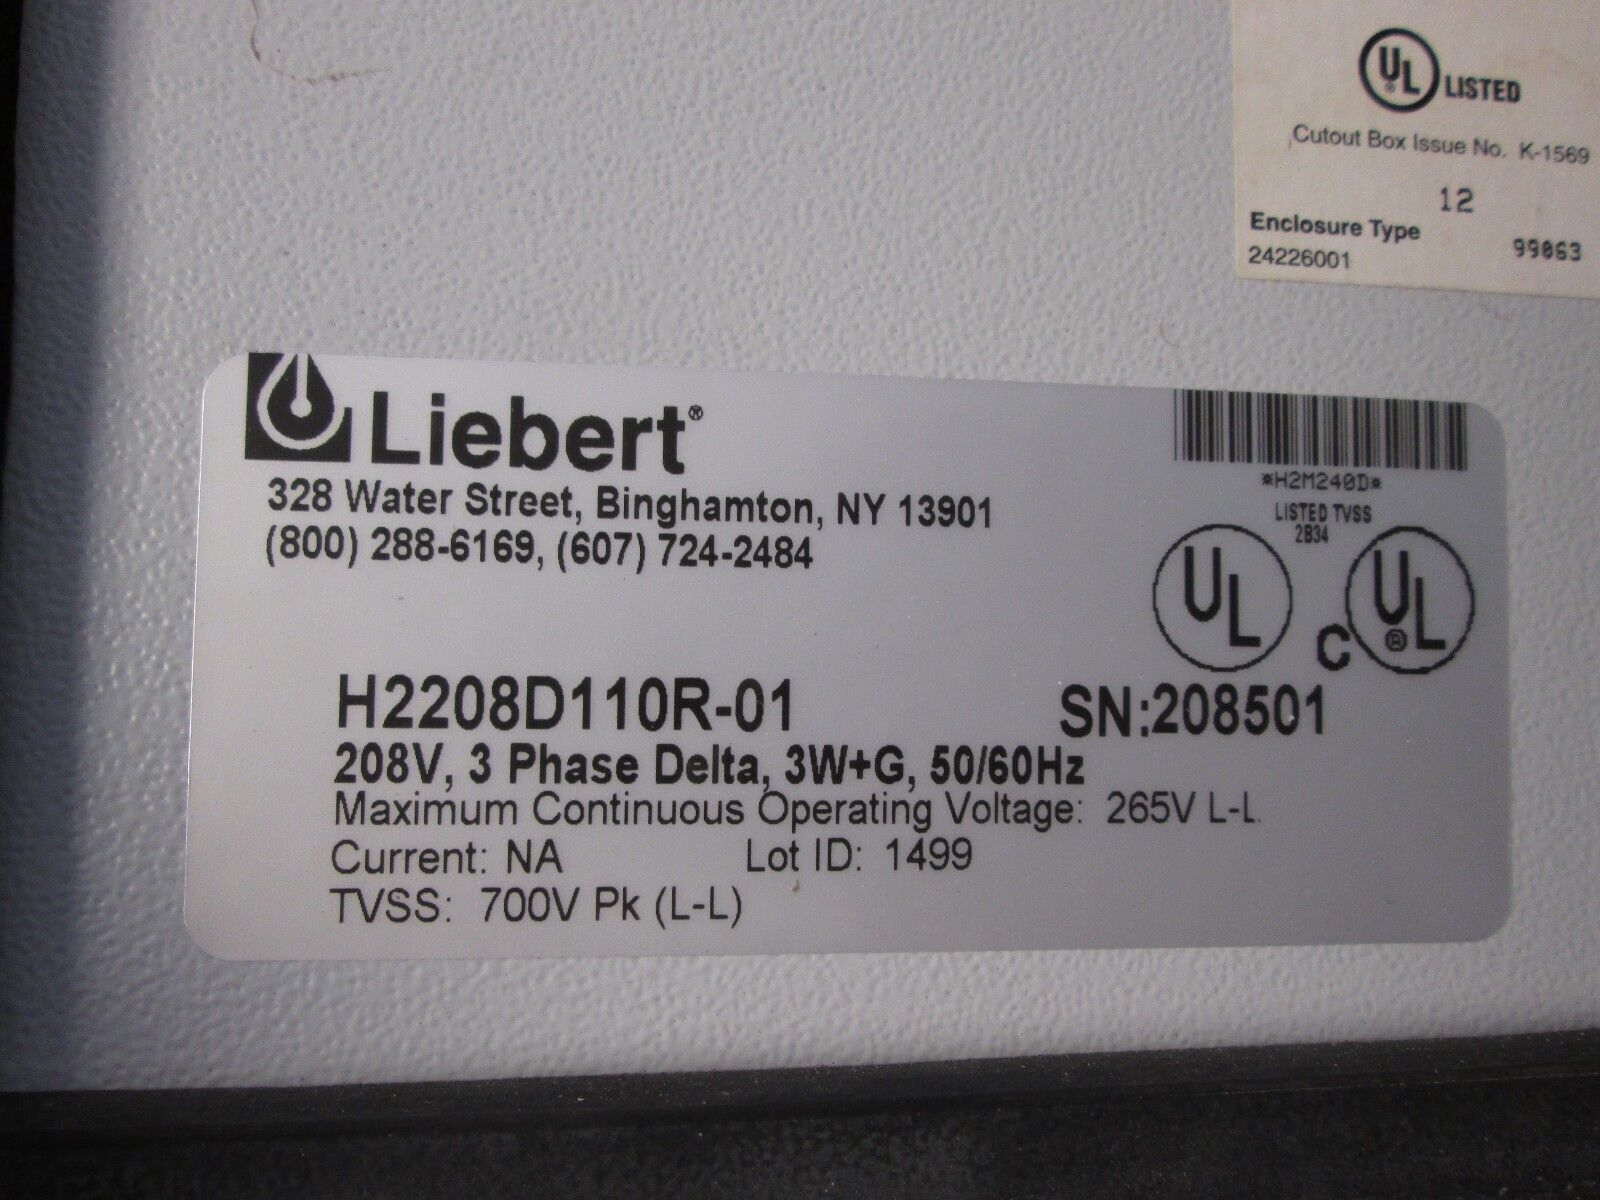 UL® LISTED
Cutout Box Issue No. K-1569
12
Enclosure Type
99063
24226001
Liebert®
328 Water Street, Binghamton, NY 13901
(800) 288-6169, (607) 724-2484
*H2M240D*
LISTED TVSS
2B34
UL C UL®
H2208D110R-01 SN:208501
208V, 3 Phase Delta, 3W+G, 50/60Hz
Maximum Continuous Operating Voltage: 265V L-L
Current: NA Lot ID: 1499
TVSS: 700V Pk (L-L)